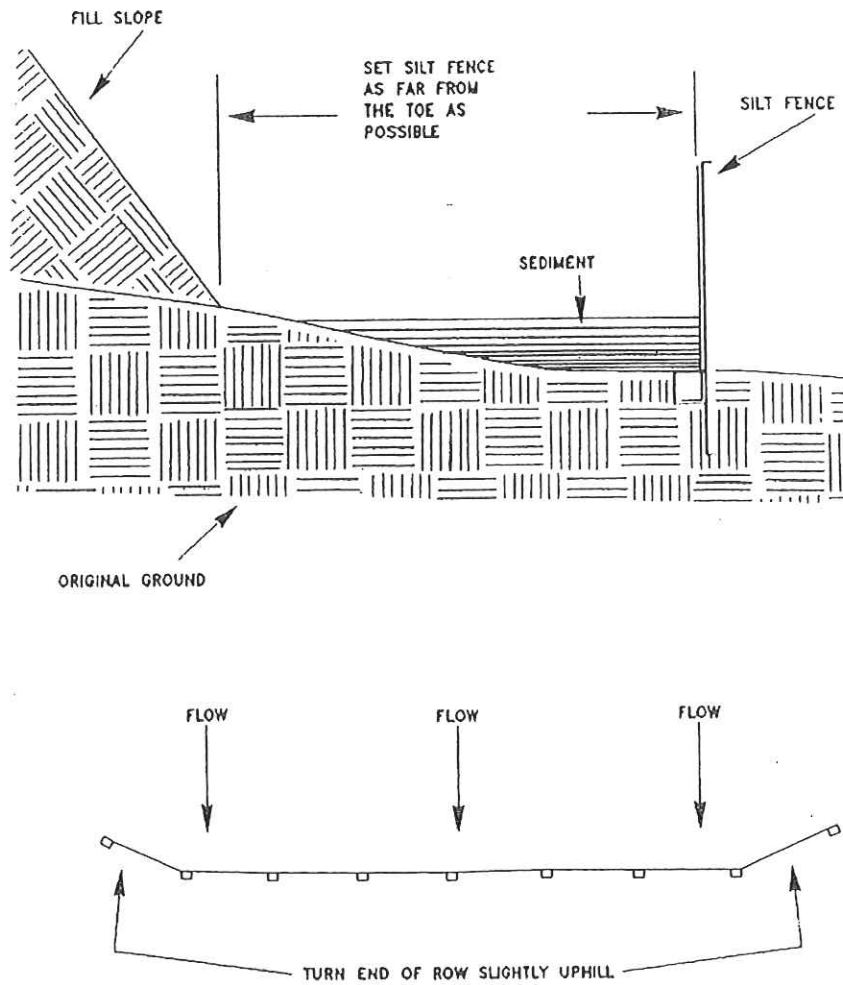 FILL SLOPE
SET SILT FENCE
AS FAR FROM
THE TOE AS
POSSIBLE
SILT FENCE
SEDIMENT
ORIGINAL GROUND
FLOW
FLOW
FLOW
TURN END OF ROW SLIGHTLY UPHILL